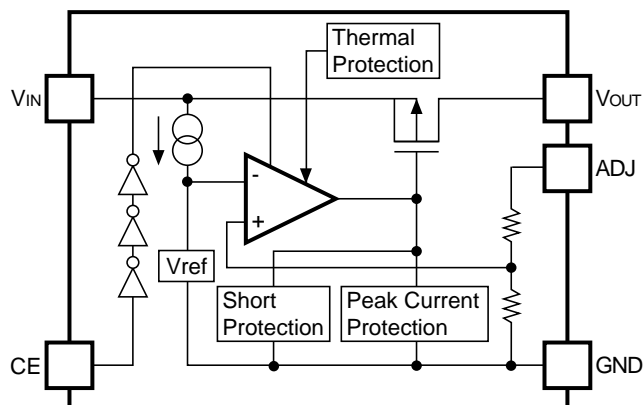 Thermal
Protection
VIN
VOUT
ADJ
-
+
Vref
Short
Protection
Peak Current
Protection
CE
GND